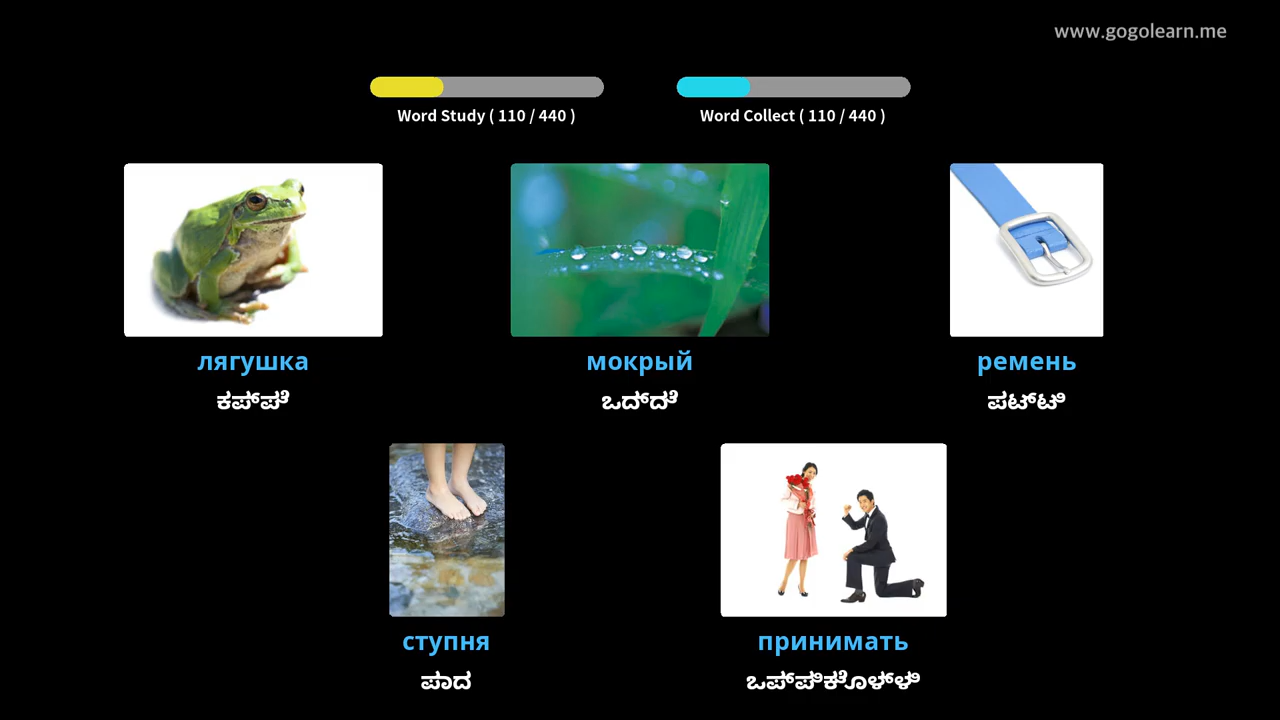 www.gogolearn.me
Word Study ( 110 / 440 )
Word Collect ( 110 / 440 )
лягушка
ಕಪ್ಪೆ
мокрый
ಒದ್ದೆ
ремень
ಪಟ್ಟಿ
ступня
ಪಾದ
принимать
ಒಪ್ಪಿಕೊಳ್ಳಿ